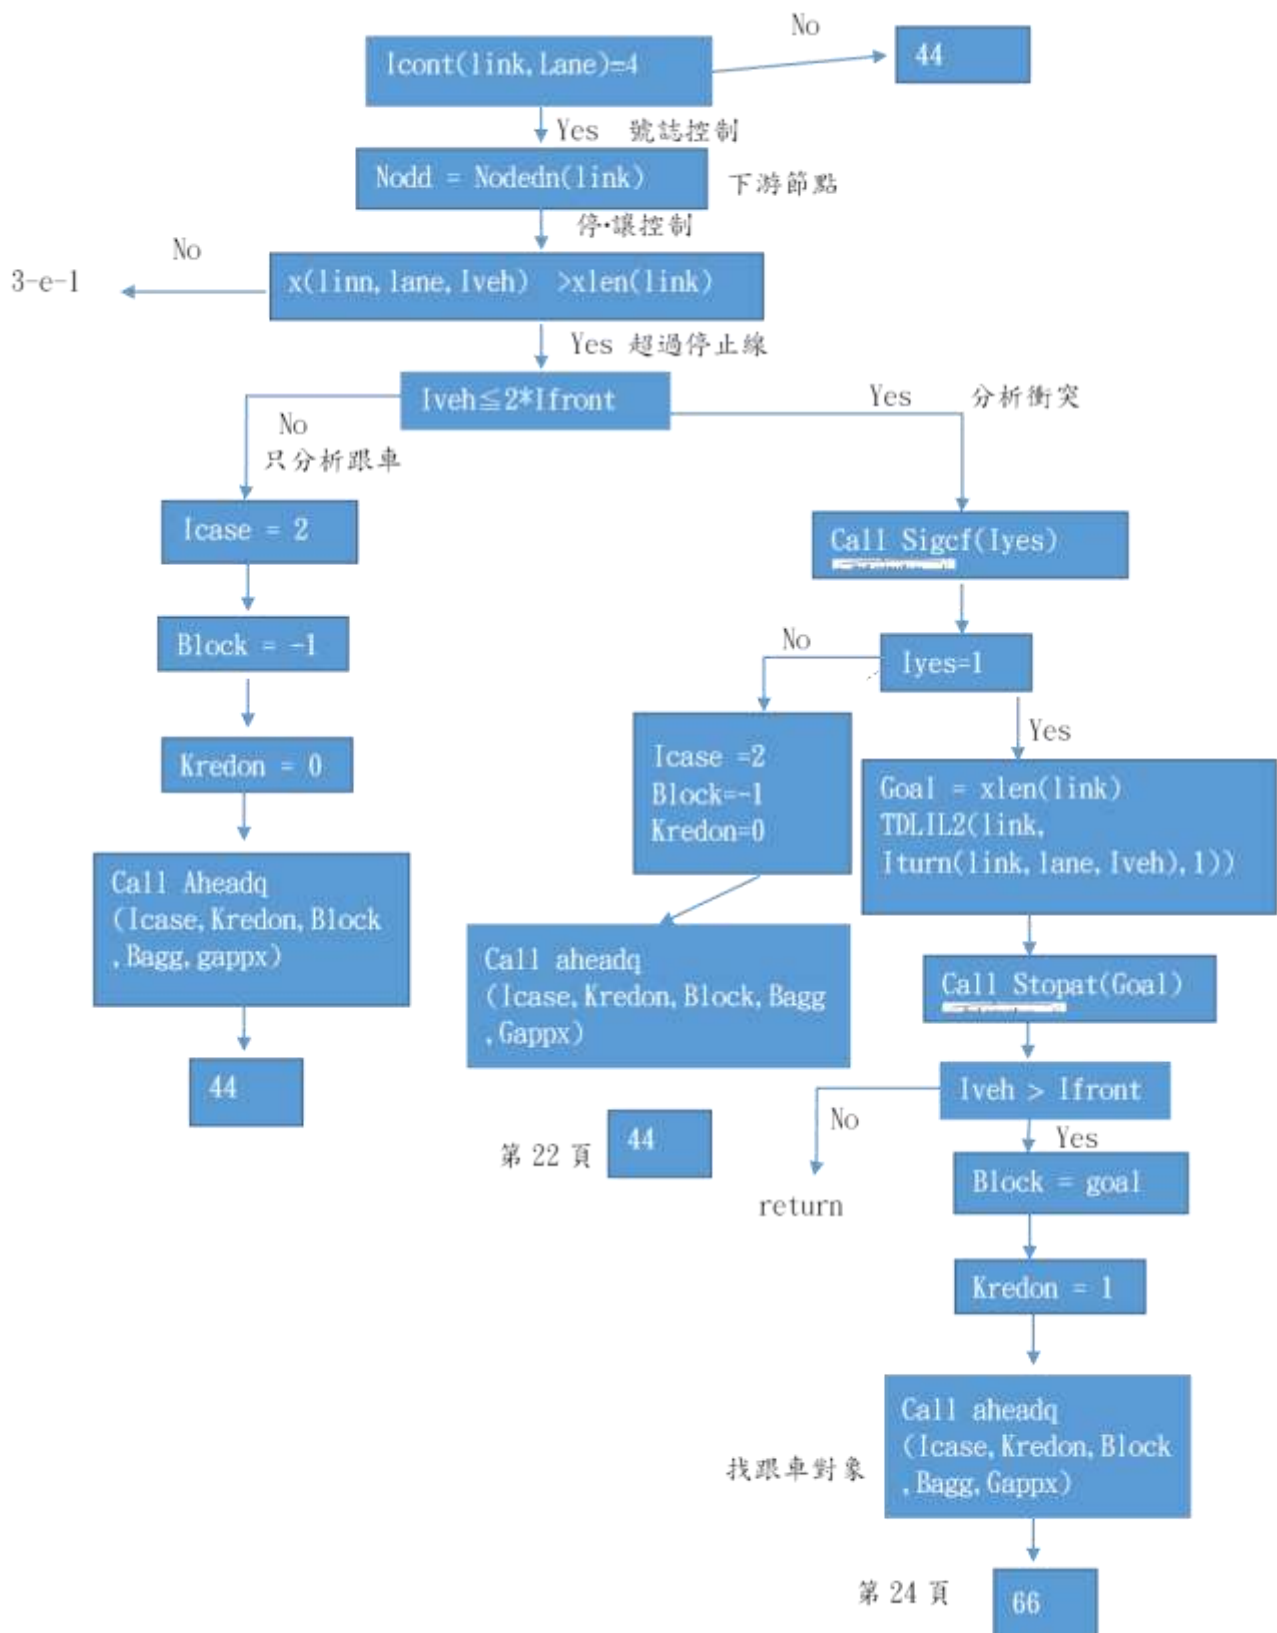 No
Icont(link,Lane)=4
44
Yes 號誌控制
Nodd = Nodedn(link)
下游節點
停·讓控制
No
3-e-1
x(linn,lane,Iveh) >xlen(link)
Yes 超過停止線
Iveh≦2*Ifront
Yes
分析衝突
No
只分析跟車
Icase = 2
Call Sigcf(Iyes)
Block = -1
No
Iyes=1
Yes
Kredon = 0
Icase =2
Block=-1
Kredon=0
Goal = xlen(link)
TDLIL2(link,
Iturn(link,lane,Iveh),1))
Call Aheadq
(Icase,Kredon,Block
,Bagg,gappx)
Call aheadq
(Icase,Kredon,Block,Bagg
,Gappx)
Call Stopat(Goal)
44
Iveh > Ifront
No
Yes
第 22 頁
44
return
Block = goal
Kredon = 1
找跟車對象
Call aheadq
(Icase,Kredon,Block
,Bagg,Gappx)
第 24 頁
66